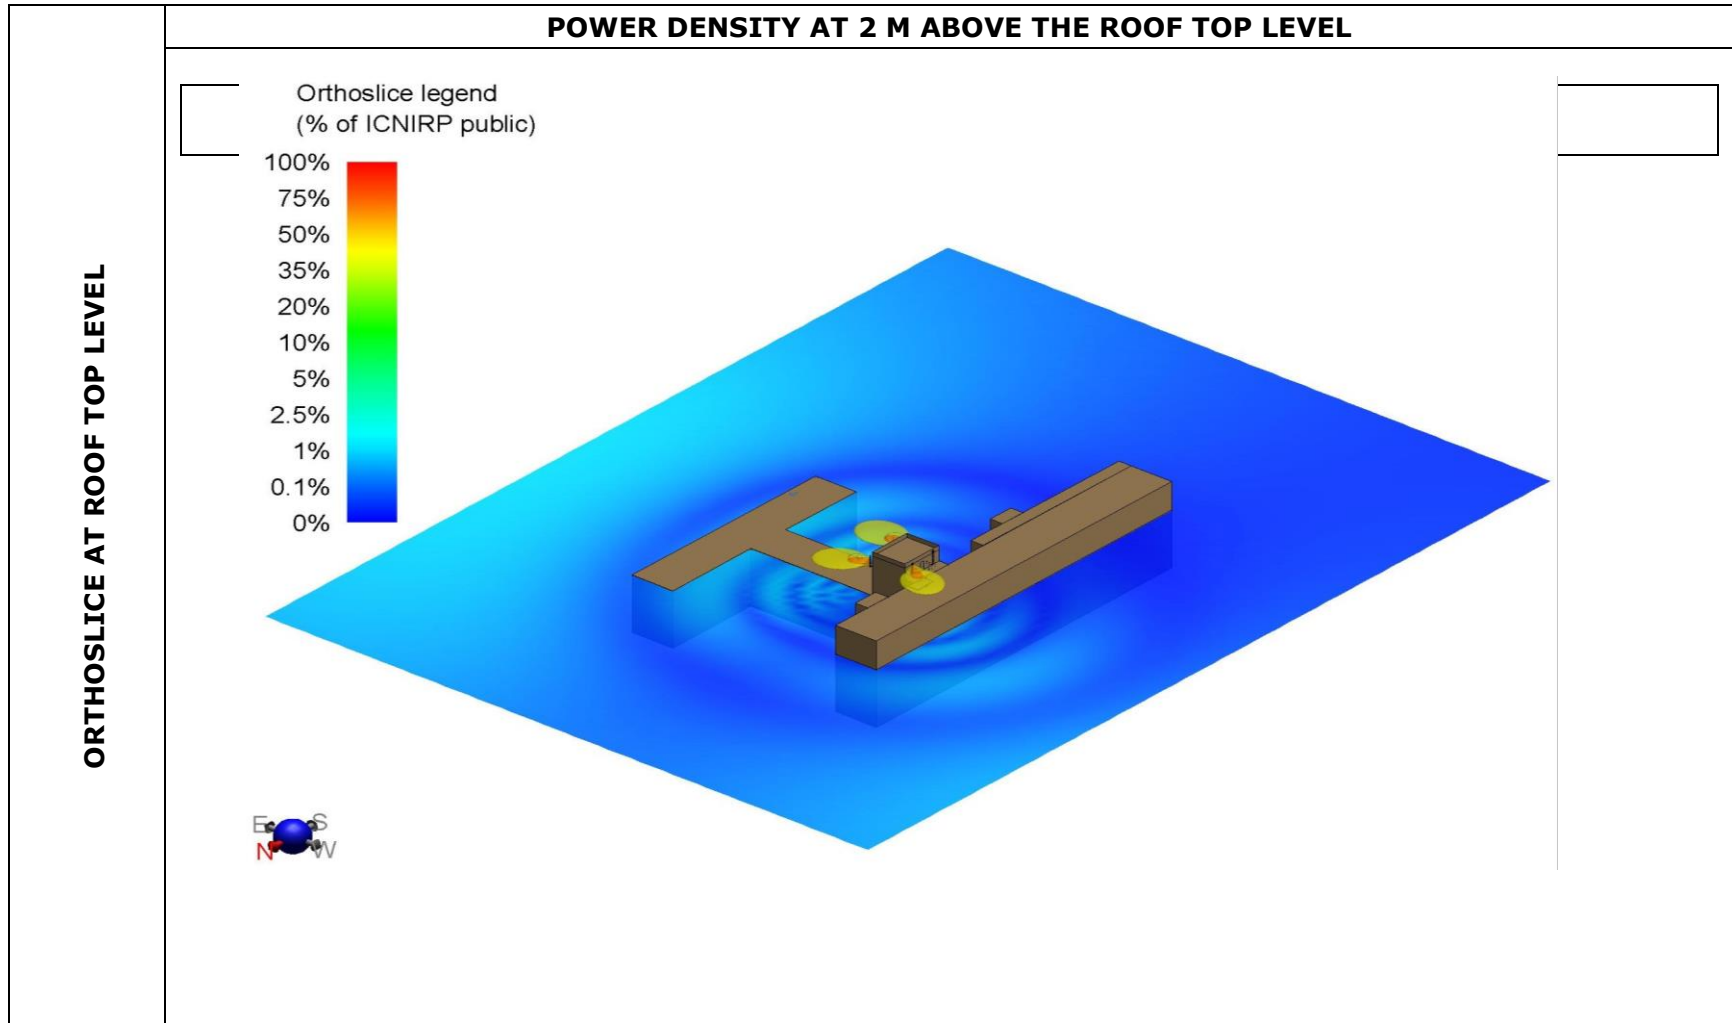 POWER DENSITY AT 2 M ABOVE THE ROOF TOP LEVEL
ORTHOSLICE AT ROOF TOP LEVEL
Orthoslice legend
(% of ICNIRP public)
100%
75%
50%
35%
20%
10%
5%
2.5%
1%
0.1%
0%
E S
N W